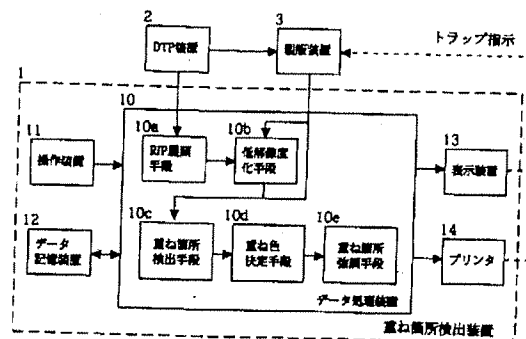 2
DTP装置
3
製版装置
トラップ指示
1
10
11
操作装置
10a
RIP展開
手段
10b
低解像度
化手段
13
表示装置
12
データ
記憶装置
10c
重ね箇所
検出手段
10d
重ね色
決定手段
10e
重ね箇所
強調手段
14
プリンタ
データ処理装置
重ね箇所検出装置